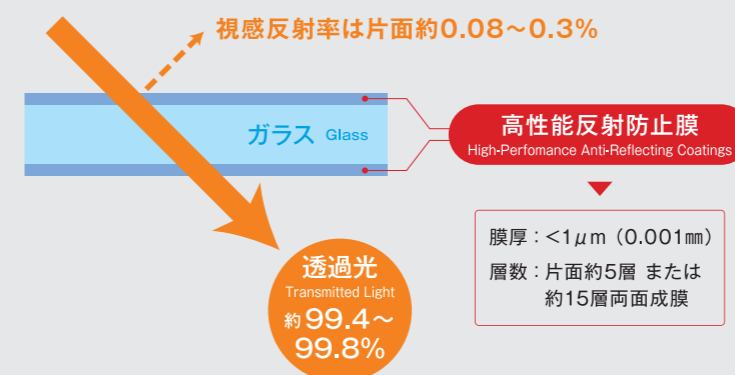 視感反射率は片面約0.08〜0.3%
ガラス Glass
高性能反射防止膜
High-Perfomance Anti-Reflecting Coatings
膜厚：<1μm（0.001㎜）
層数：片面約5層 または
約15層両面成膜
透過光
Transmitted Light
約99.4〜
99.8%